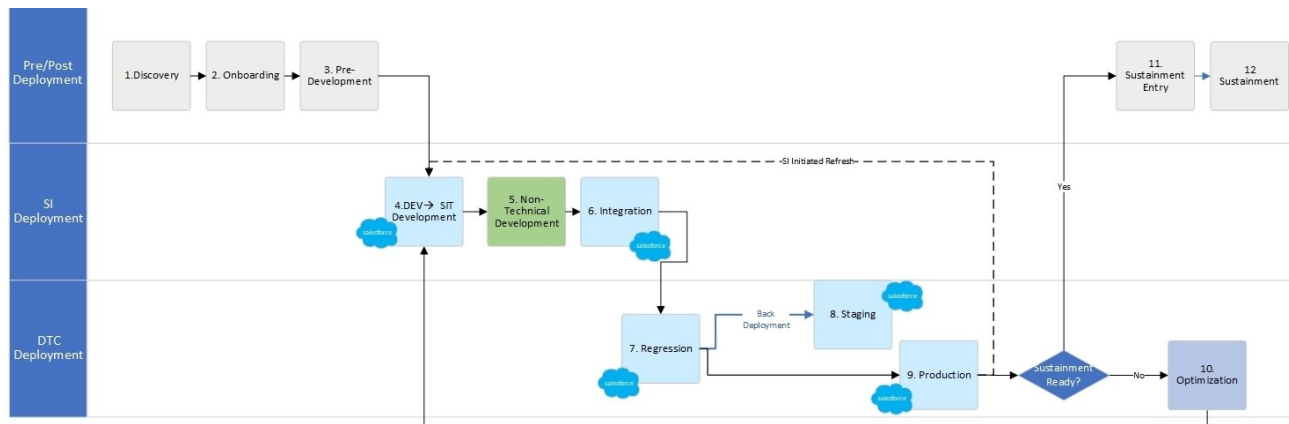 Pre/Post
Deployment
1.Discovery
2. Onboarding
3. Pre-
Development
11.
Sustainment
Entry
12
Sustainment
SI Initiated Refresh
Yes
SI
Deployment
4.DEV→ SIT
Development
salesforce
5. Non-
Technical
Development
6. Integration
salesforce
DTC
Deployment
7. Regression
salesforce
Back
Deployment
8. Staging
salesforce
9. Production
salesforce
Sustainment
Ready?
No
10.
Optimization